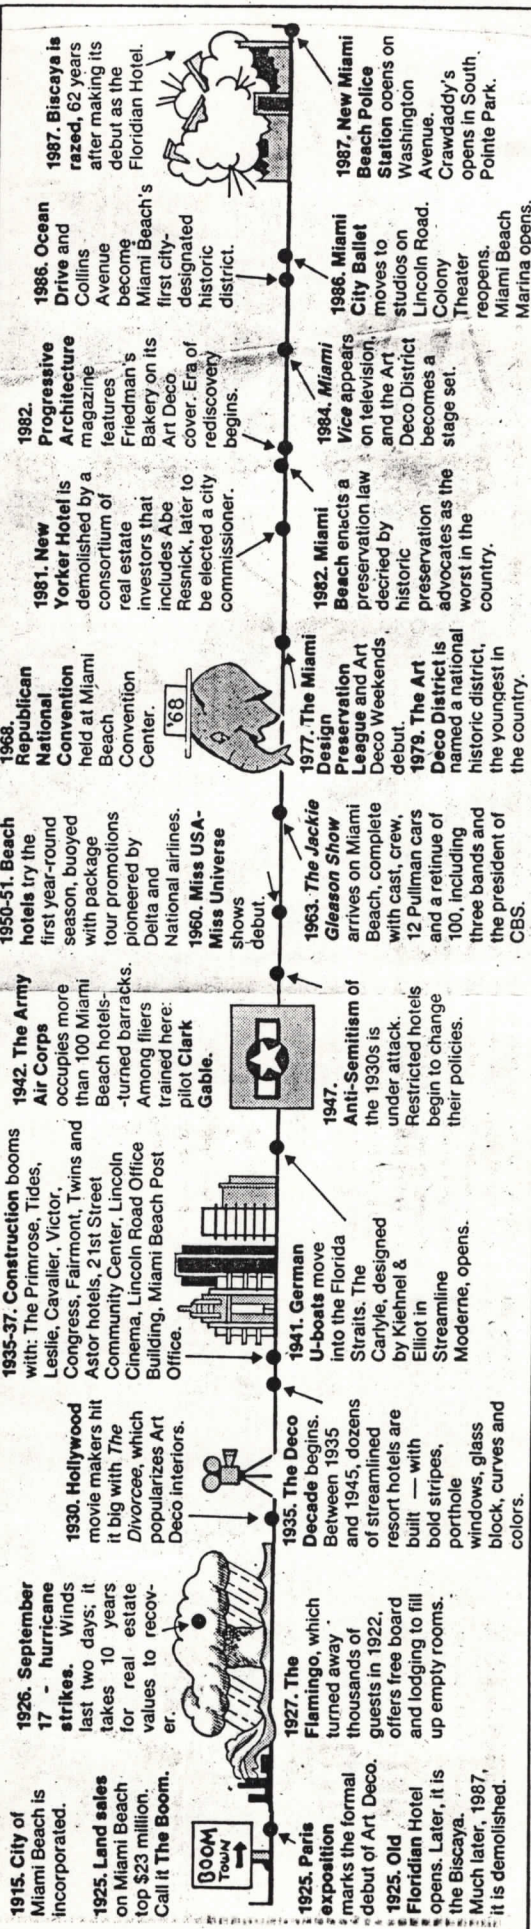 1915. City of
Miami Beach is
incorporated.
1925. Land sales
on Miami Beach
top $23 million.
Call it The Boom.
BOOM
TOWN
1925. Paris
exposition
marks the formal
debut of Art Deco.
1925. Old
Floridian Hotel
opens. Later, it is
the Biscaya.
Much later, 1987,
it is demolished.
1926. September
17 - hurricane
strikes. Winds
last two days; it
takes 10 years
for real estate
values to recov-
er.
1927. The
Flamingo, which
turned away
thousands of
guests in 1922,
offers free board
and lodging to fill
up empty rooms.
1930. Hollywood
movie makers hit
it big with The
Divorcee, which
popularizes Art
Deco interiors.
1935. The Deco
Decade begins.
Between 1935
and 1945, dozens
of streamlined
resort hotels are
built — with
bold stripes,
porthole
windows, glass
block, curves and
colors.
1935-37. Construction booms
with: The Primrose, Tides,
Leslie, Cavalier, Victor,
Congress, Fairmont, Twins and
Astor hotels, 21st Street
Community Center, Lincoln
Cinema, Lincoln Road Office
Building, Miami Beach Post
Office.
1941. German
U-boats move
into the Florida
Straits. The
Carlyle, designed
by Kiehnel &
Elliot in
Streamline
Moderne, opens.
1942. The Army
Air Corps
occupies more
than 100 Miami
Beach hotels-
-turned barracks.
Among fliers
trained here:
pilot Clark
Gable.
1947.
Anti-Semitism of
the 1930s is
under attack.
Restricted hotels
begin to change
their policies.
1950-51. Beach
hotels try the
first year-round
season, buoyed
with package
tour promotions
pioneered by
Delta and
National airlines.
1960. Miss USA-
Miss Universe
shows
debut.
1963. The Jackie
Gleason Show
arrives on Miami
Beach, complete
with cast, crew,
12 Pullman cars
and a retinue of
100, including
three bands and
the president of
CBS.
1968.
Republican
National
Convention
held at Miami
Beach
Convention
Center.
'68
1977. The Miami
Design
Preservation
League and Art
Deco Weekends
debut.
1979. The Art
Deco District is
named a national
historic district,
the youngest in
the country.
1981. New
Yorker Hotel is
demolished by a
consortium of
real estate
investors that
includes Abe
Resnick, later to
be elected a city
commissioner.
1982. Miami
Beach enacts a
preservation law
decried by
historic
preservation
advocates as the
worst in the
country.
1982.
Progressive
Architecture
magazine
features
Friedman's
Bakery on its
Art Deco
cover. Era of
rediscovery
begins.
1984. Miami
Vice appears
on television,
and the Art
Deco District
becomes a
stage set.
1986. Ocean
Drive and
Collins
Avenue
become
Miami Beach's
first city-
designated
historic
district.
1986. Miami
City Ballet
moves to
studios on
Lincoln Road.
Colony
Theater
reopens.
Miami Beach
Marina opens.
1987. Biscaya is
razed, 62 years
after making its
debut as the
Floridian Hotel.
1987. New Miami
Beach Police
Station opens on
Washington
Avenue.
Crawdaddy's
opens in South
Pointe Park.